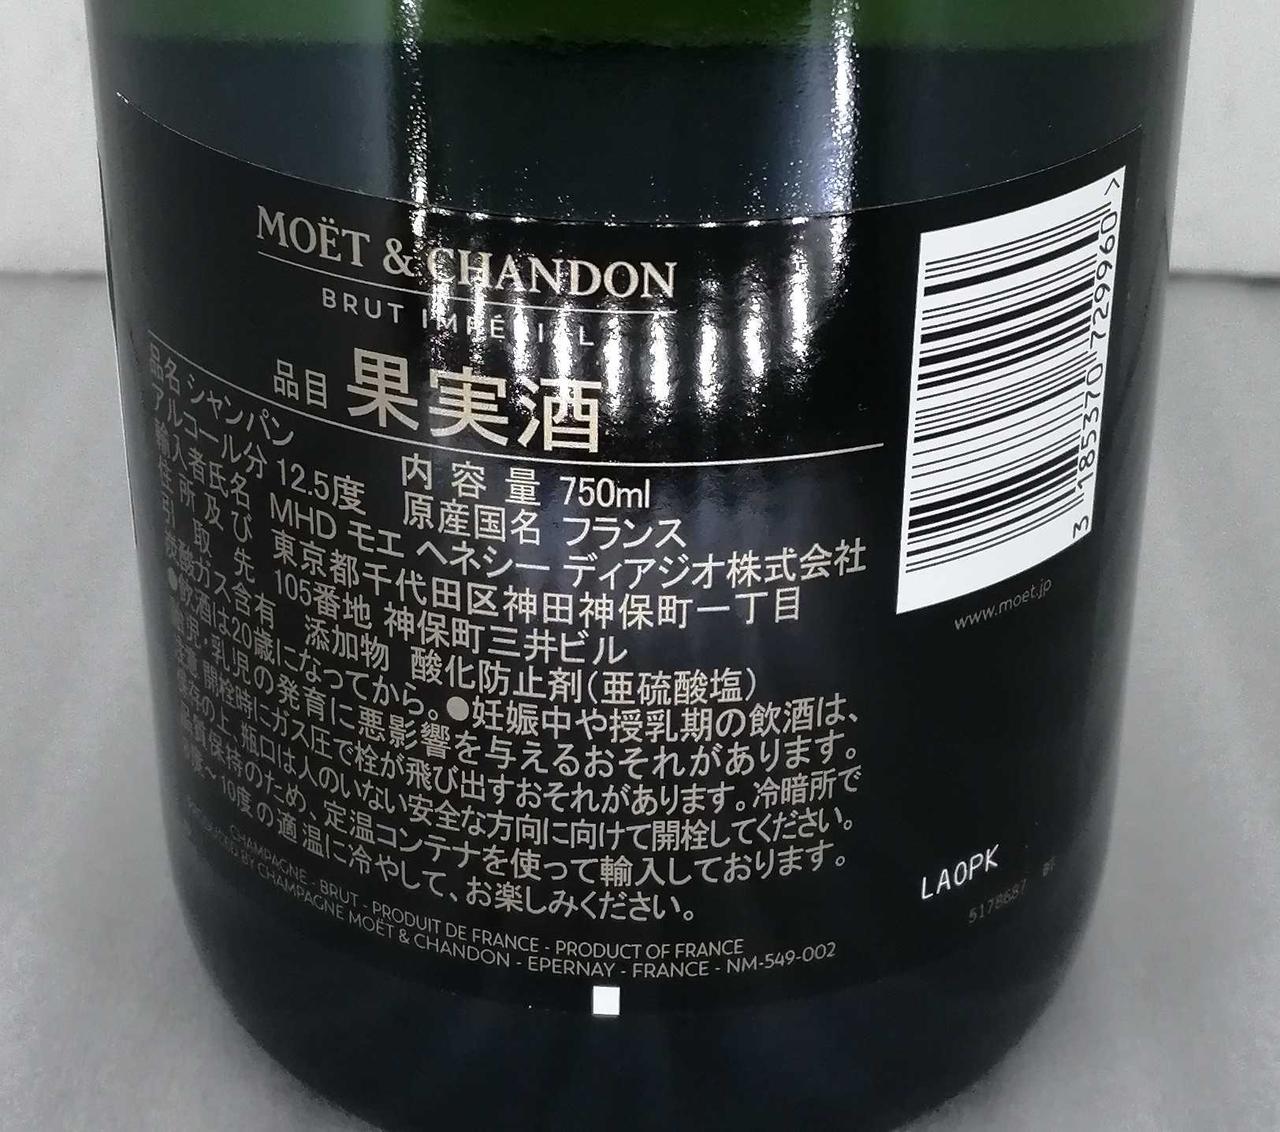 MOËT & CHANDON
BRUT IMPÉRIAL
品目 果実酒
品名 シャンパン 内容量 750ml
アルコール分 12.5度 原産国名 フランス
輸入者氏名 MHD モエ ヘネシー ディアジオ株式会社
住所及び 東京都千代田区神田神保町一丁目
引取先 105番地 神保町三井ビル
炭酸ガス含有 添加物 酸化防止剤(亜硫酸塩)
●飲酒は20歳になってから。●妊娠中や授乳期の飲酒は、
胎児・乳児の発育に悪影響を与えるおそれがあります。
注意 開栓時にガス圧で栓が飛び出すおそれがあります。冷暗所で
保存の上、瓶口は人のいない安全な方向に向けて開栓してください。
品質保持のため、定温コンテナを使って輸入しております。
度~10度の適温に冷やして、お楽しみください。
CHAMPAGNE - BRUT - PRODUIT DE FRANCE - PRODUCT OF FRANCE
PRODUCED BY CHAMPAGNE MOËT & CHANDON - EPERNAY - FRANCE - NM-549-002
3 185370 729960 >
www.moet.jp
LAOPK
5178687